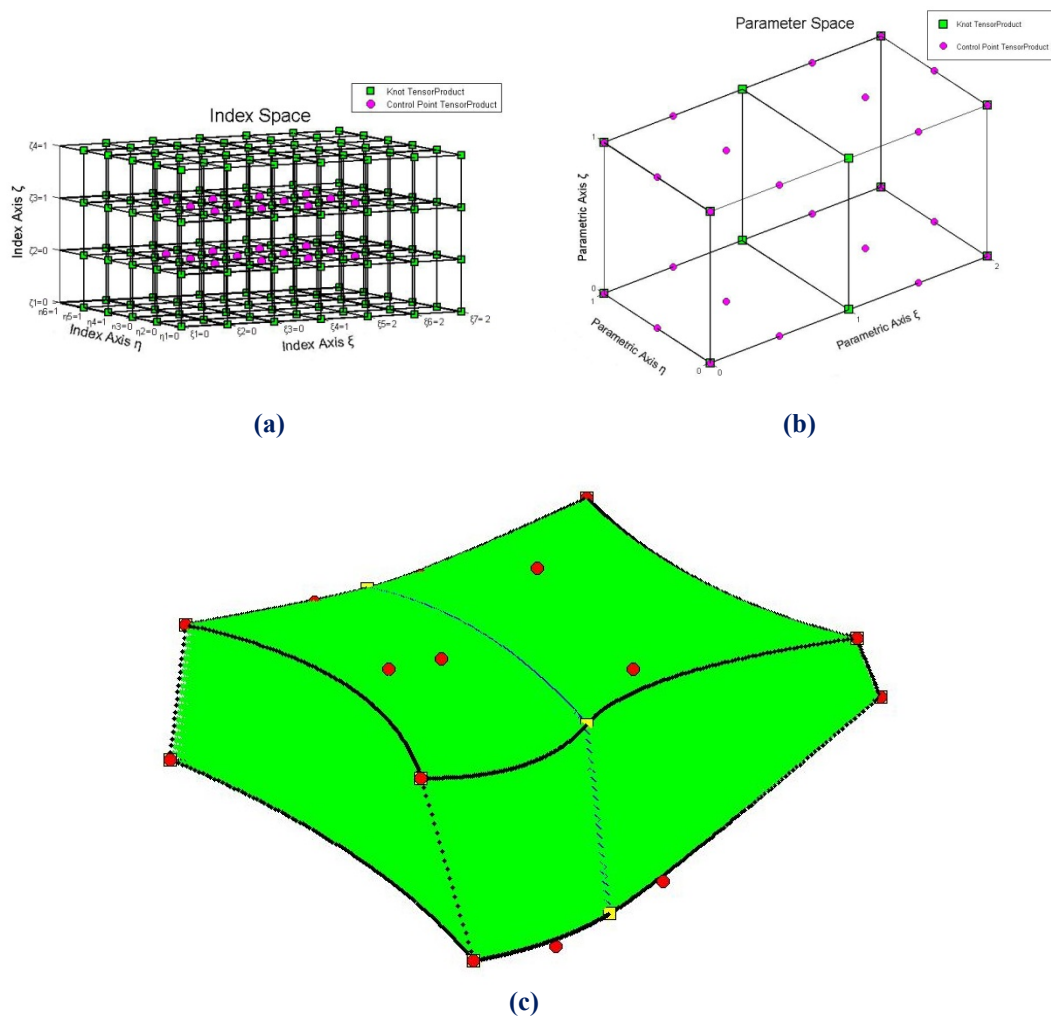 Knot TensorProduct
Control Point TensorProduct
Index Space
Index Axis ζ
ζ4=1
ζ3=1
ζ2=0
ζ1=0
η6=1
η5=1
η4=1
η3=0
η2=0
η1=0
Index Axis η
ξ1=0
ξ2=0
ξ3=0
ξ4=1
ξ5=2
ξ6=2
ξ7=2
Index Axis ξ
(a)
Parameter Space
Knot TensorProduct
Control Point TensorProduct
Parametric Axis ζ
1
0
1
Parametric Axis η
0
0
1
2
Parametric Axis ξ
(b)
(c)